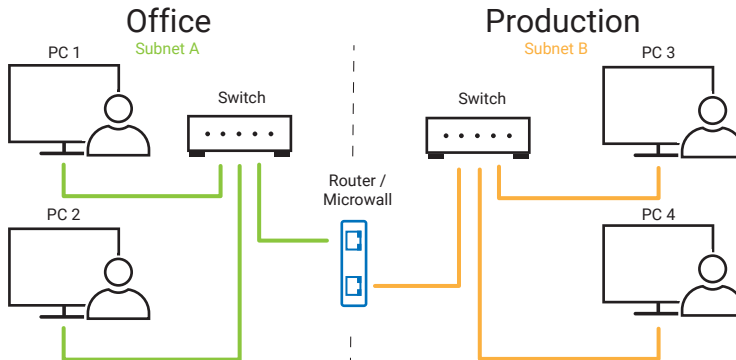 Office
Subnet A
PC 1
Switch
PC 2
Router /
Microwall
Production
Subnet B
Switch
PC 3
PC 4